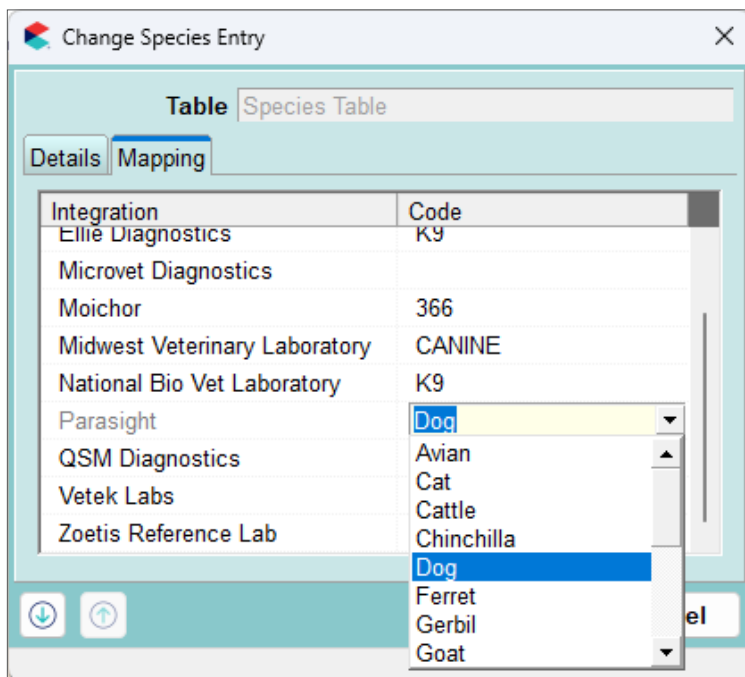 Change Species Entry
Table Species Table
Details Mapping
Integration Code
Ellie Diagnostics K9
Microvet Diagnostics
Moichor 366
Midwest Veterinary Laboratory CANINE
National Bio Vet Laboratory K9
Parasight Dog
QSM Diagnostics Avian
Cat
Vetek Labs Cattle
Zoetis Reference Lab Chinchilla
Dog
Ferret
Gerbil
Goat
el